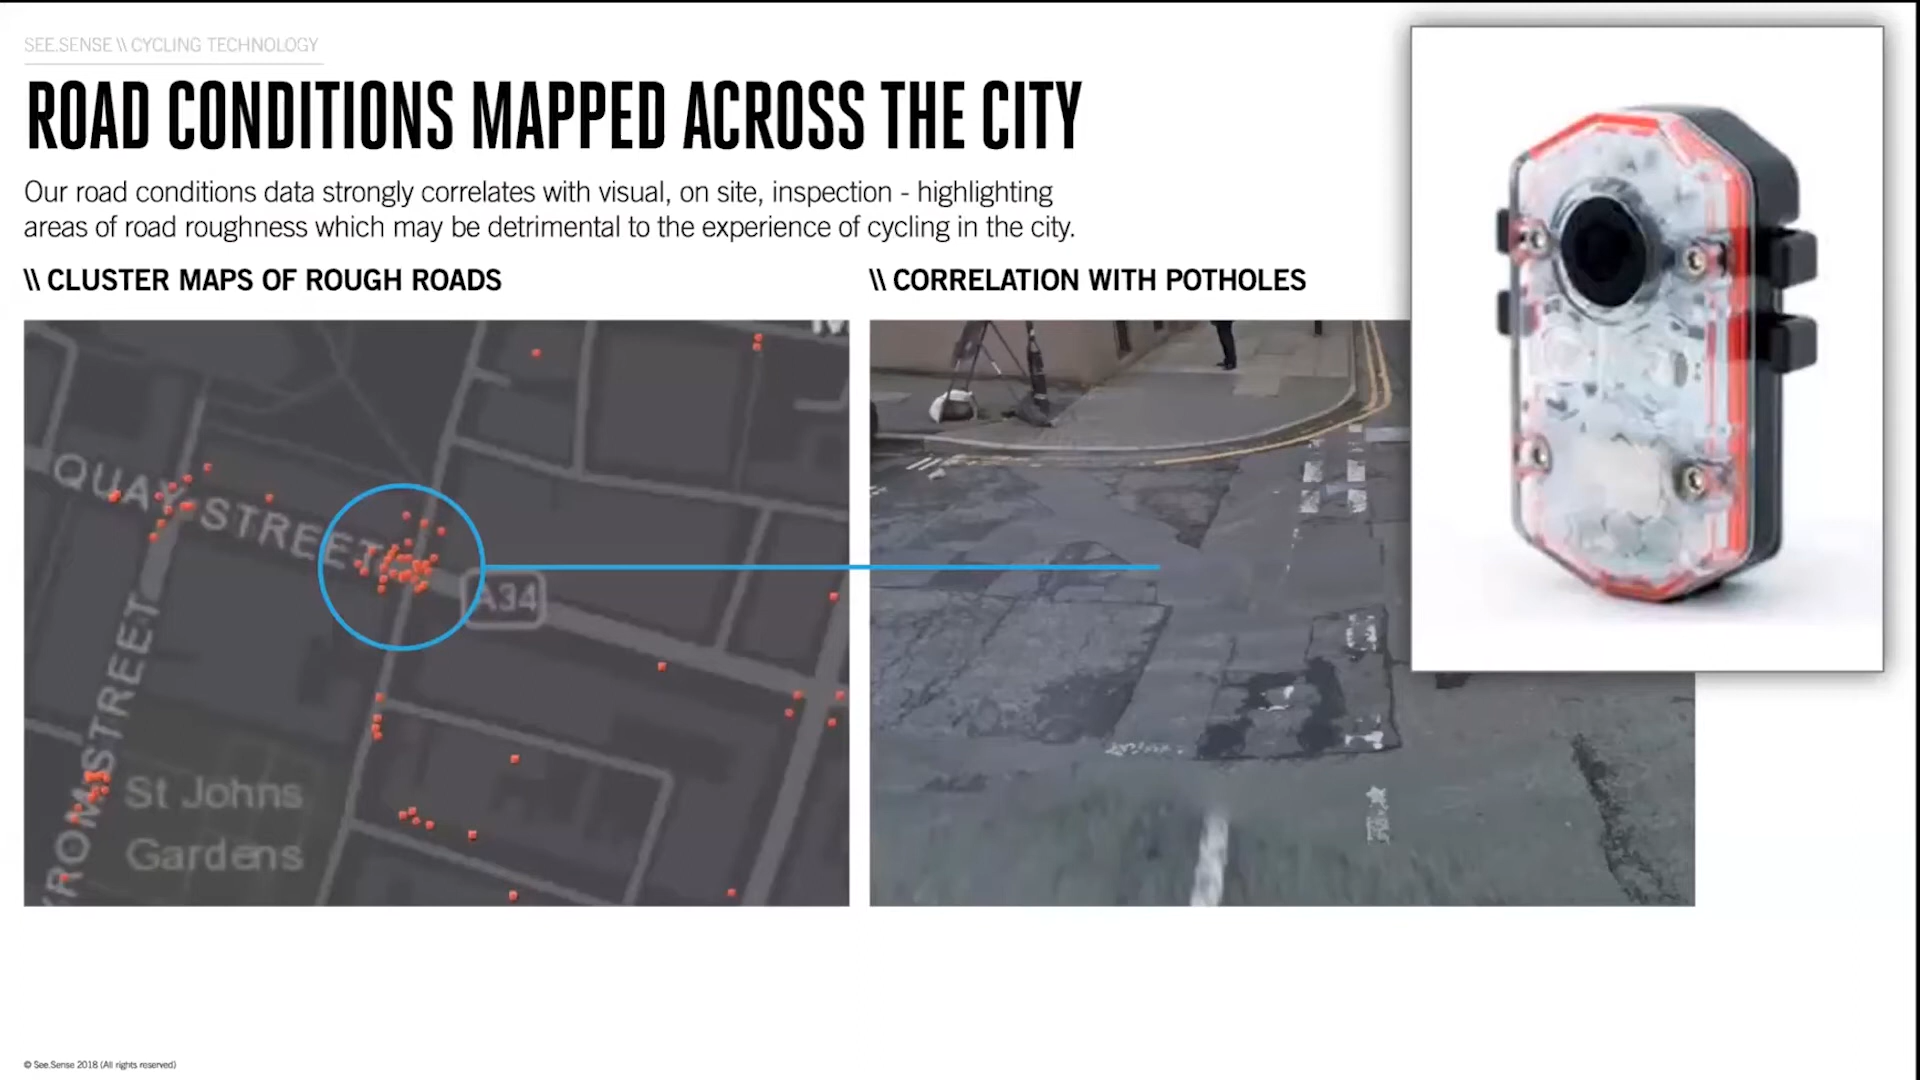 SEE.SENSE \\ CYCLING TECHNOLOGY
ROAD CONDITIONS MAPPED ACROSS THE CITY
Our road conditions data strongly correlates with visual, on site, inspection - highlighting
areas of road roughness which may be detrimental to the experience of cycling in the city.
\\ CLUSTER MAPS OF ROUGH ROADS
\\ CORRELATION WITH POTHOLES
QUAY STREET
A34
STREET
St Johns
Gardens
© See.Sense 2018 (All rights reserved)